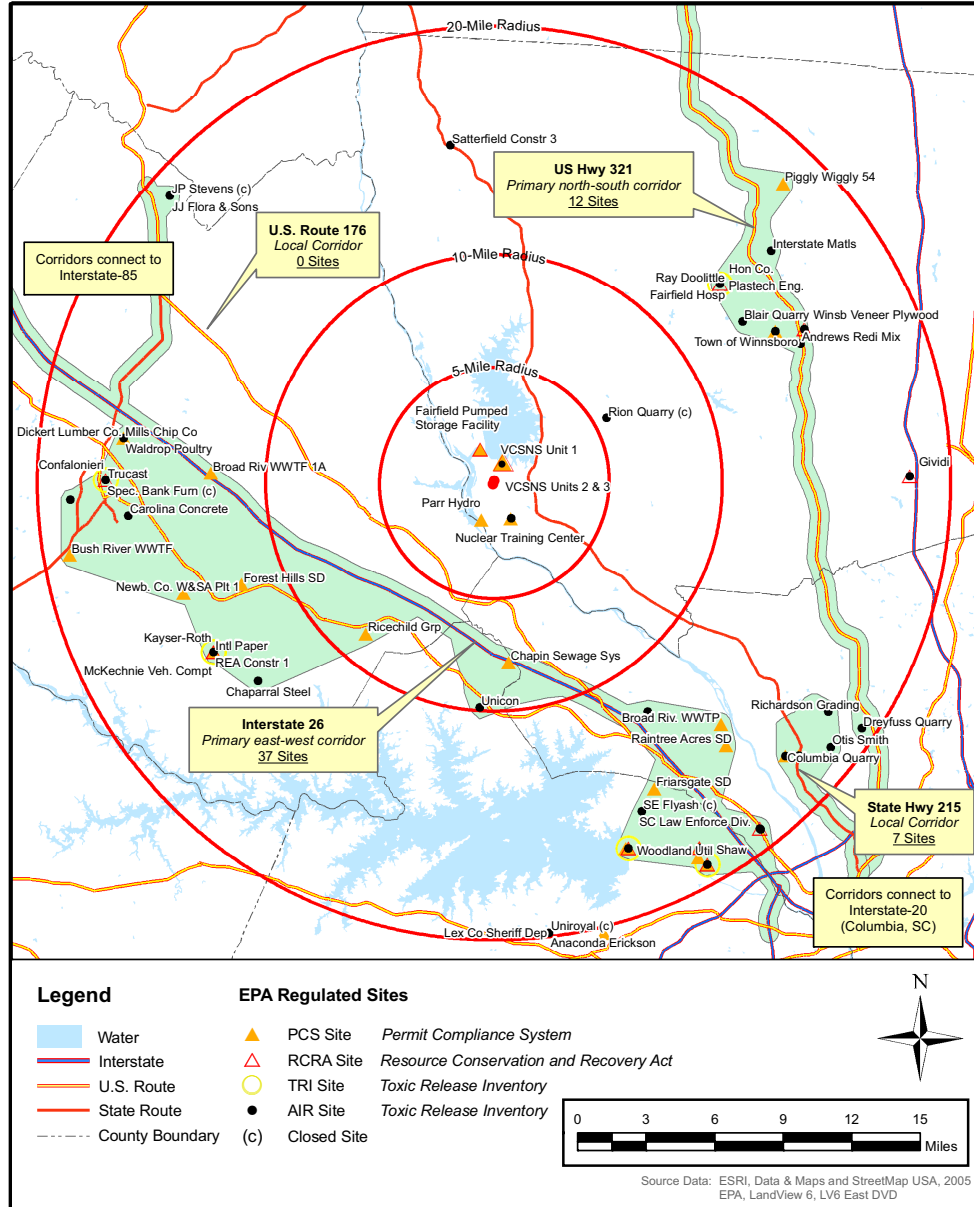 20-Mile Radius
Satterfield Constr 3
US Hwy 321
Primary north-south corridor
12 Sites
Piggly Wiggly 54
JP Stevens (c)
JJ Flora & Sons
U.S. Route 176
Local Corridor
0 Sites
Corridors connect to
Interstate-85
10-Mile Radius
Interstate Matls
Hon Co.
Ray Doolittle
Plastech Eng.
Fairfield Hosp
Blair Quarry
Winsb Veneer Plywood
Town of Winnsboro
Andrews Redi Mix
5-Mile Radius
Fairfield Pumped
Storage Facility
Rion Quarry (c)
VCSNS Unit 1
VCSNS Units 2 & 3
Parr Hydro
Nuclear Training Center
Dickert Lumber Co.
Mills Chip Co
Waldrop Poultry
Confalonieri
Trucast
Spec. Bank Furn (c)
Carolina Concrete
Broad Riv WWTF 1A
Gividi
Bush River WWTF
Newb. Co. W&SA Plt 1
Forest Hills SD
Ricechild Grp
Kayser-Roth
Intl Paper
REA Constr 1
McKechnie Veh. Compt
Chaparral Steel
Chapin Sewage Sys
Unicon
Interstate 26
Primary east-west corridor
37 Sites
Broad Riv. WWTP
Raintree Acres SD
Richardson Grading
Dreyfuss Quarry
Otis Smith
Columbia Quarry
Friarsgate SD
SE Flyash (c)
SC Law Enforce Div.
Woodland Util
Shaw
State Hwy 215
Local Corridor
7 Sites
Corridors connect to
Interstate-20
(Columbia, SC)
Uniroyal (c)
Lex Co Sheriff Dep
Anaconda Erickson
Legend
Water
Interstate
U.S. Route
State Route
County Boundary
EPA Regulated Sites
PCS Site Permit Compliance System
RCRA Site Resource Conservation and Recovery Act
TRI Site Toxic Release Inventory
AIR Site Toxic Release Inventory
(c) Closed Site
N
0 3 6 9 12 15
Miles
Source Data: ESRI, Data & Maps and StreetMap USA, 2005
EPA, LandView 6, LV6 East DVD